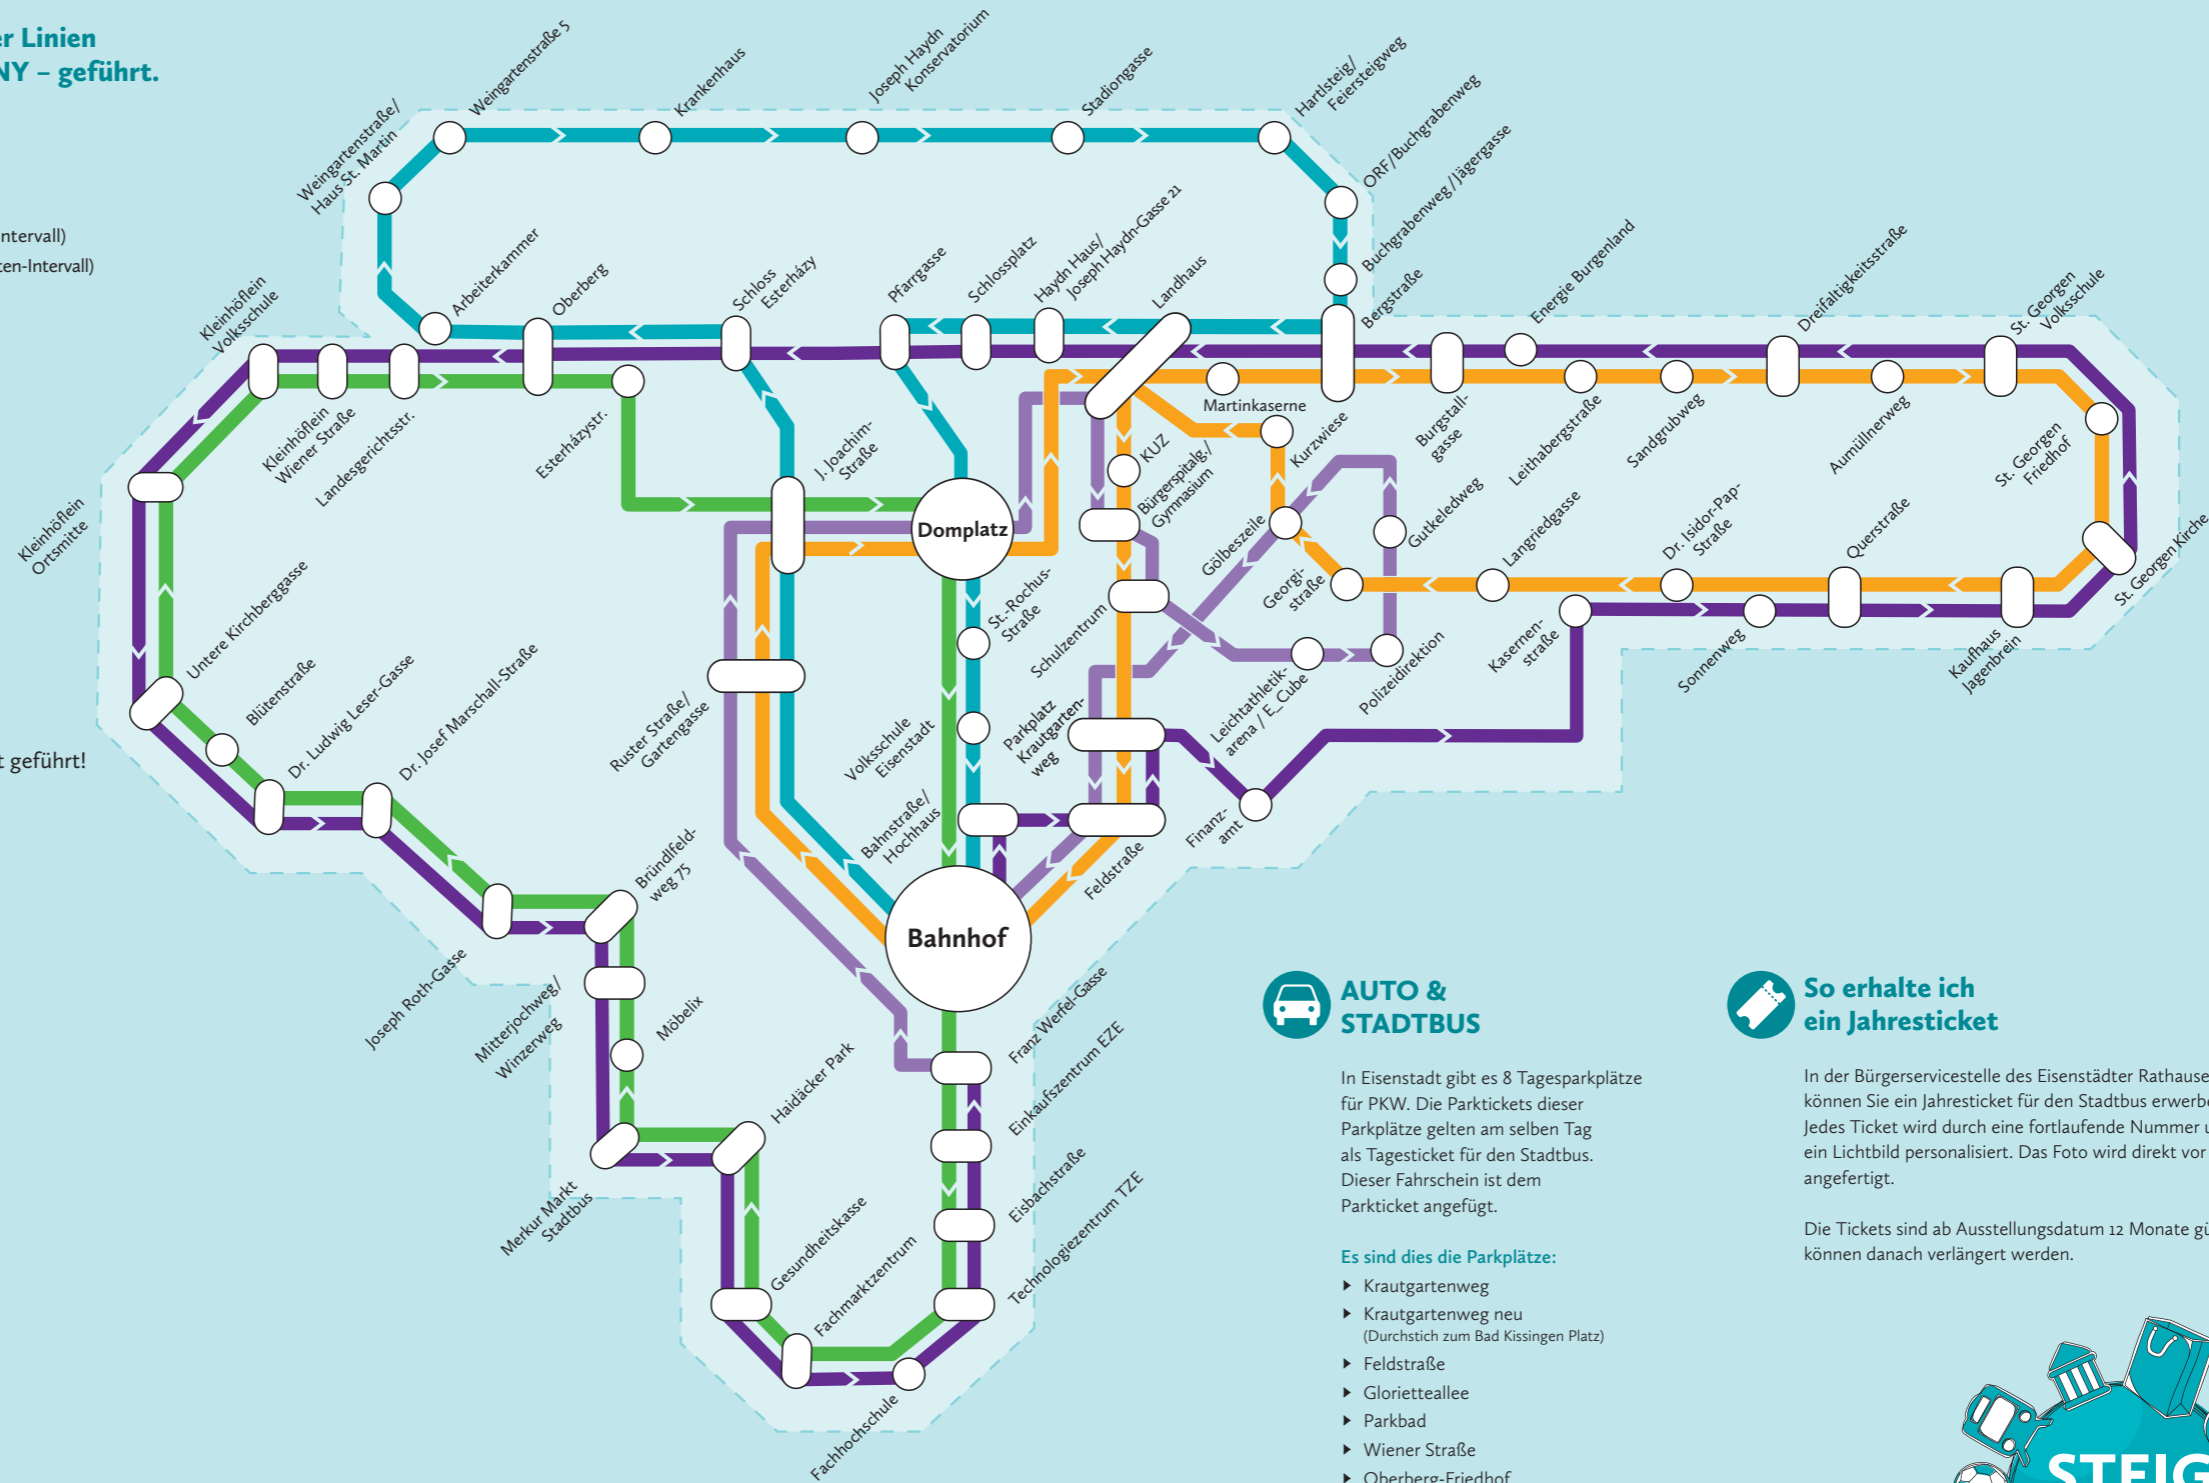 er Linien
NY – geführt.
ntervall)
ten-Intervall)
t geführt!
Weingartenstraße/
Haus St. Martin
Weingartenstraße 5
Krankenhaus
Joseph Haydn
Konservatorium
Stadiongasse
Hartlsteig/
Feiersteigweg
ORF/Buchgrabenweg
Buchgrabenweg/Jägergasse
Bergstraße
Kleinhöflein
Volksschule
Arbeiterkammer
Oberberg
Schloss
Esterházy
Pfarrgasse
Schlossplatz
Haydn Haus/
Joseph Haydn-Gasse 21
Landhaus
Energie Burgenland
Dreifaltigkeitsstraße
St. Georgen
Volksschule
Kleinhöflein
Wiener Straße
Landesgerichtsstr.
Esterházystr.
J. Joachim-
Straße
Martinkaserne
Kurzwiese
Burgstall-
gasse
Leithabergstraße
Sandgrubweg
Aumüllnerweg
St. Georgen
Friedhof
Kleinhöflein
Ortsmitte
Domplatz
KUZ
Bürgerspitalg./
Gymnasium
Gölbeszeile
Gutkeledweg
Georgi-
straße
Langriedgasse
Dr. Isidor-Pap-
Straße
Querstraße
St. Georgen Kirche
Untere Kirchberggasse
Blütenstraße
Dr. Ludwig Leser-Gasse
Dr. Josef Marschall-Straße
Ruster Straße/
Gartengasse
St.-Rochus-
Straße
Volksschule
Eisenstadt
Schulzentrum
Parkplatz
Krautgarten-
weg
Leichtathletik-
arena / E_Cube
Polizeidirektion
Kasernen-
straße
Sonnenweg
Kaufhaus
Jagenbrein
Bahnstraße/
Hochhaus
Feldstraße
Finanz-
amt
Bahnhof
Joseph Roth-Gasse
Bründlfeld-
weg 75
Mitterjochweg/
Winzerweg
Möbelix
Merkur Markt
Stadtbus
Haidäcker Park
Gesundheitskasse
Fachmarktzentrum
Fachhochschule
Franz Werfel-Gasse
Einkaufszentrum EZE
Eisbachstraße
Technologiezentrum TZE
AUTO &
STADTBUS
In Eisenstadt gibt es 8 Tagesparkplätze
für PKW. Die Parktickets dieser
Parkplätze gelten am selben Tag
als Tagesticket für den Stadtbus.
Dieser Fahrschein ist dem
Parkticket angefügt.
Es sind dies die Parkplätze:
Krautgartenweg
Krautgartenweg neu
(Durchstich zum Bad Kissingen Platz)
Feldstraße
Glorietteallee
Parkbad
Wiener Straße
Oberberg-Friedhof
So erhalte ich
ein Jahresticket
In der Bürgerservicestelle des Eisenstädter Rathause
können Sie ein Jahresticket für den Stadtbus erwerbe
Jedes Ticket wird durch eine fortlaufende Nummer u
ein Lichtbild personalisiert. Das Foto wird direkt vor
angefertigt.
Die Tickets sind ab Ausstellungsdatum 12 Monate gü
können danach verlängert werden.
STEIG